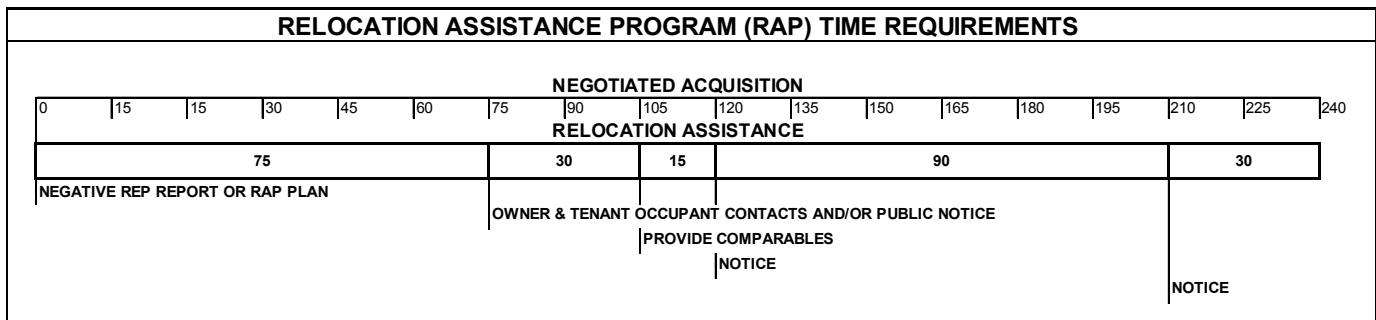 RELOCATION ASSISTANCE PROGRAM (RAP) TIME REQUIREMENTS
NEGOTIATED ACQUISITION
0 15 15 30 45 60 75 90 105 120 135 150 165 180 195 210 225 240
RELOCATION ASSISTANCE
75 30 15 90 30
NEGATIVE REP REPORT OR RAP PLAN
OWNER & TENANT OCCUPANT CONTACTS AND/OR PUBLIC NOTICE
PROVIDE COMPARABLES
NOTICE
NOTICE